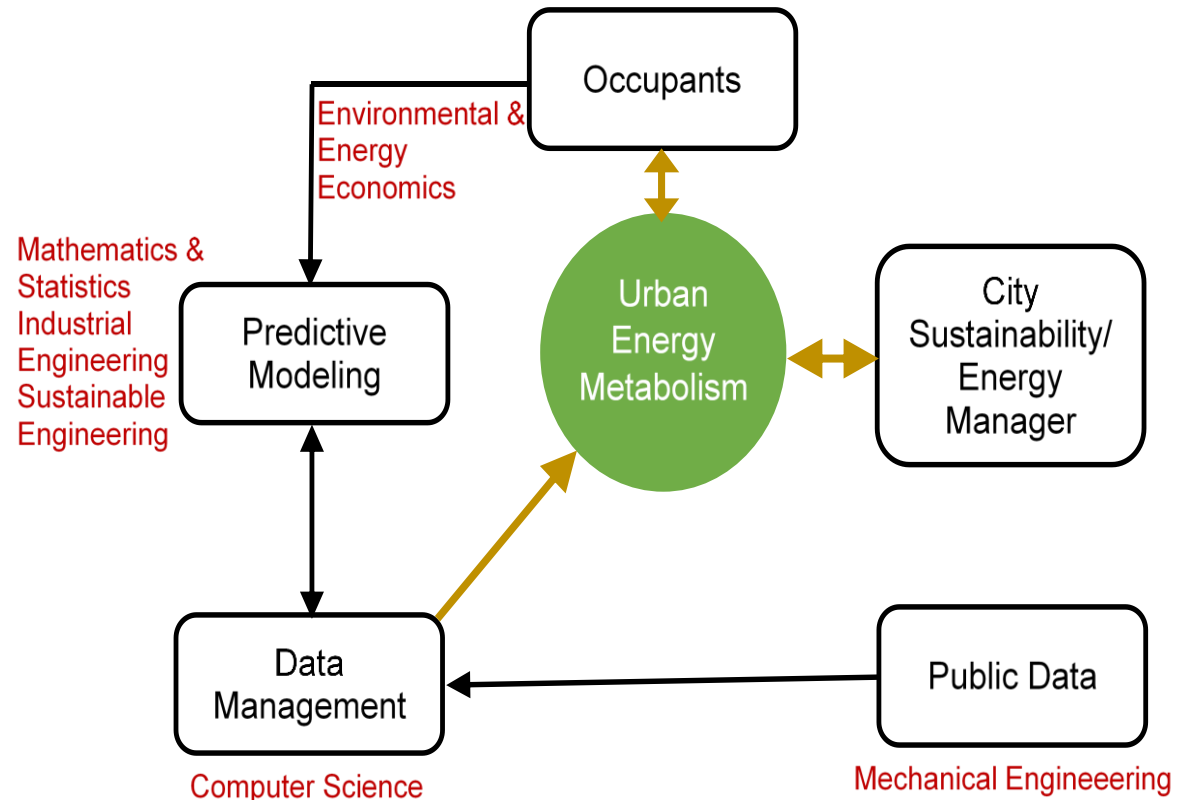 Occupants
Environmental &
Energy
Economics
Mathematics &
Statistics
Industrial
Engineering
Sustainable
Engineering
Predictive
Modeling
Urban
Energy
Metabolism
City
Sustainability/
Energy
Manager
Data
Management
Public Data
Computer Science
Mechanical Engineeering